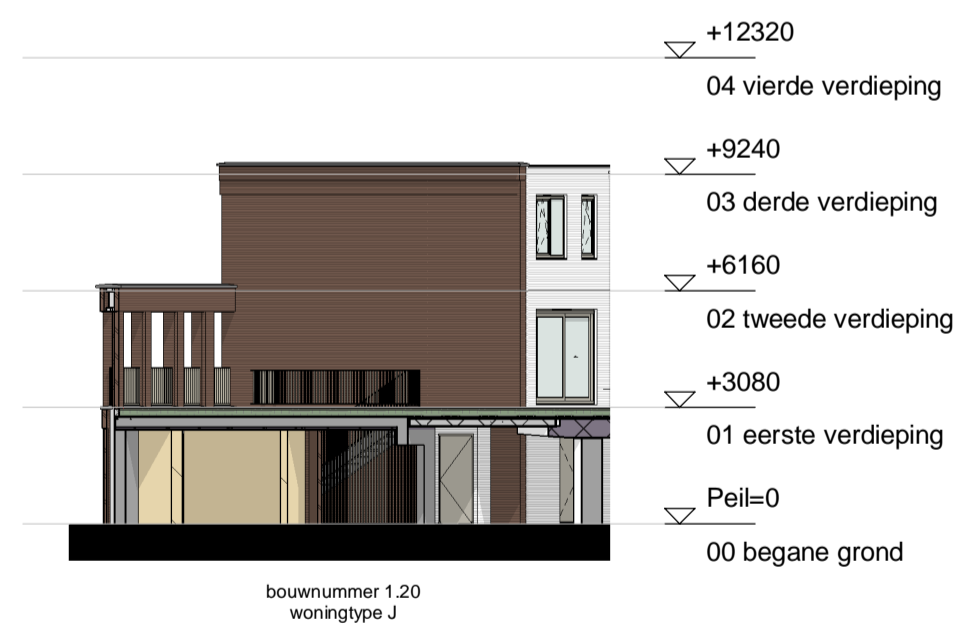 +12320
04 vierde verdieping
+9240
03 derde verdieping
+6160
02 tweede verdieping
+3080
01 eerste verdieping
Peil=0
00 begane grond
bouwnummer 1.20
woningtype J